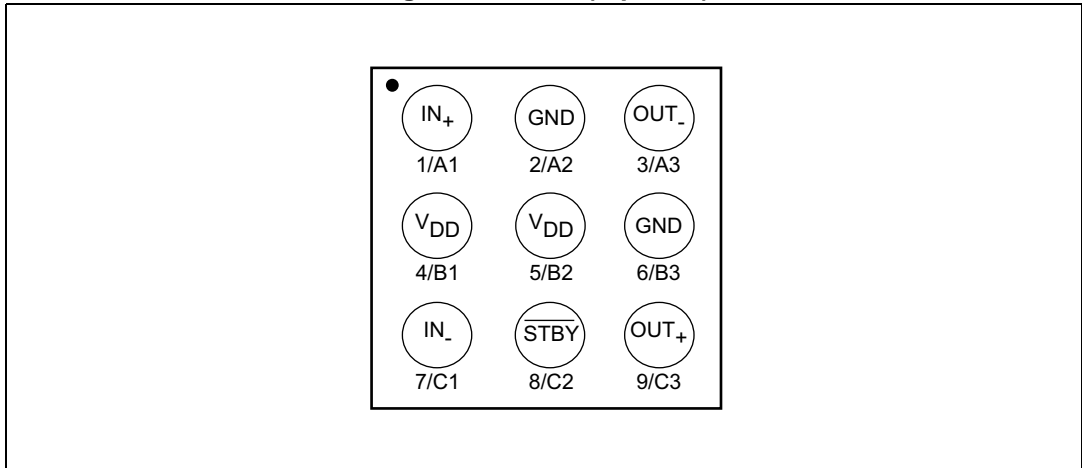 IN+ GND OUT-
1/A1 2/A2 3/A3
VDD VDD GND
4/B1 5/B2 6/B3
IN- STBY OUT+
7/C1 8/C2 9/C3